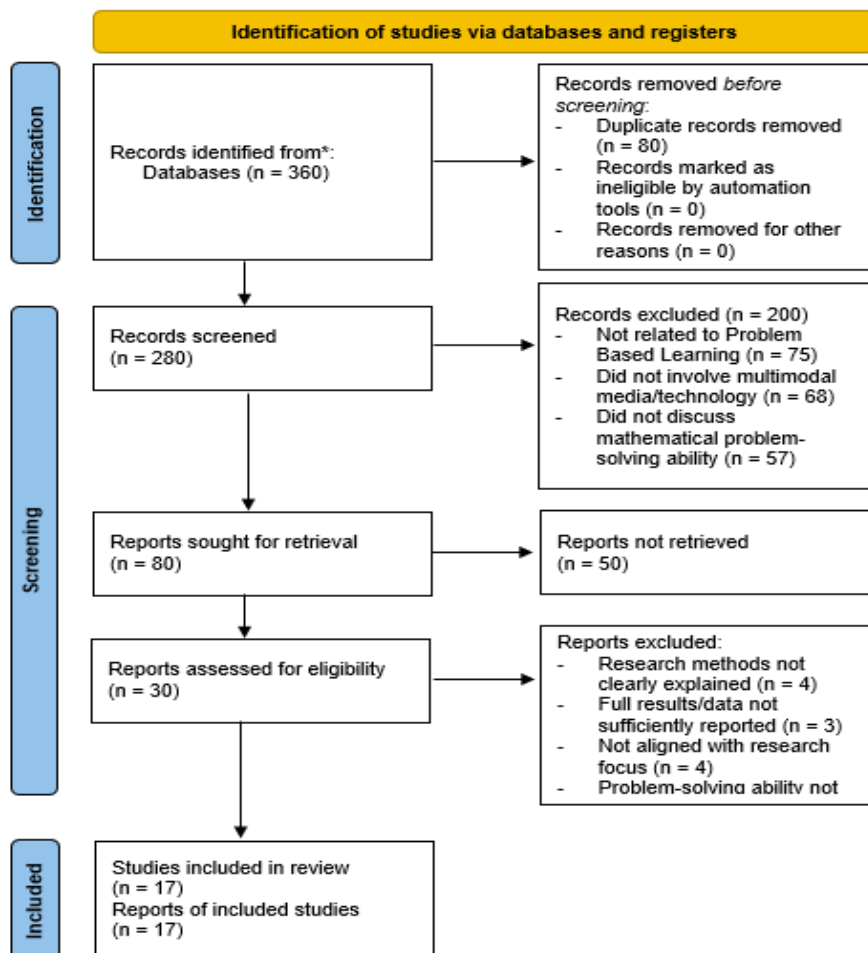 Identification of studies via databases and registers
Identification
Records identified from*:
Databases (n = 360)
Records removed before
screening:
- Duplicate records removed
(n = 80)
- Records marked as
ineligible by automation
tools (n = 0)
- Records removed for other
reasons (n = 0)
Screening
Records screened
(n = 280)
Records excluded (n = 200)
- Not related to Problem
Based Learning (n = 75)
- Did not involve multimodal
media/technology (n = 68)
- Did not discuss
mathematical problem-
solving ability (n = 57)
Reports sought for retrieval
(n = 80)
Reports not retrieved
(n = 50)
Reports assessed for eligibility
(n = 30)
Reports excluded:
- Research methods not
clearly explained (n = 4)
- Full results/data not
sufficiently reported (n = 3)
- Not aligned with research
focus (n = 4)
- Problem-solving ability not
Included
Studies included in review
(n = 17)
Reports of included studies
(n = 17)